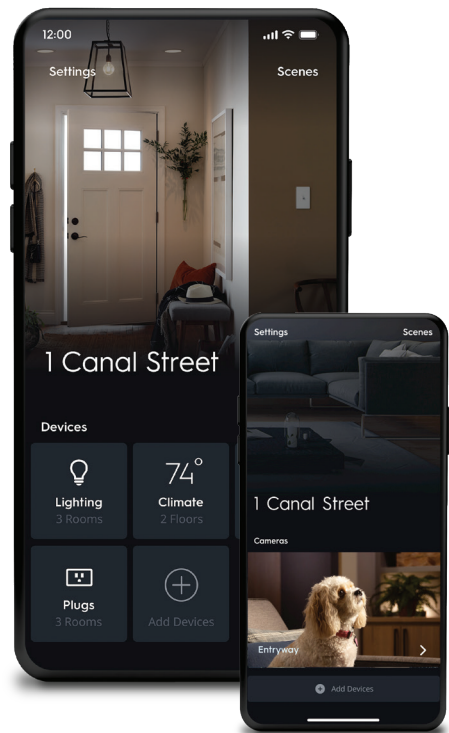 12:00
Settings
Scenes
1 Canal Street
Devices
Lighting
3 Rooms
74°
Climate
2 Floors
Plugs
3 Rooms
Add Devices
Settings
Scenes
1 Canal Street
Cameras
Entryway
Add Devices